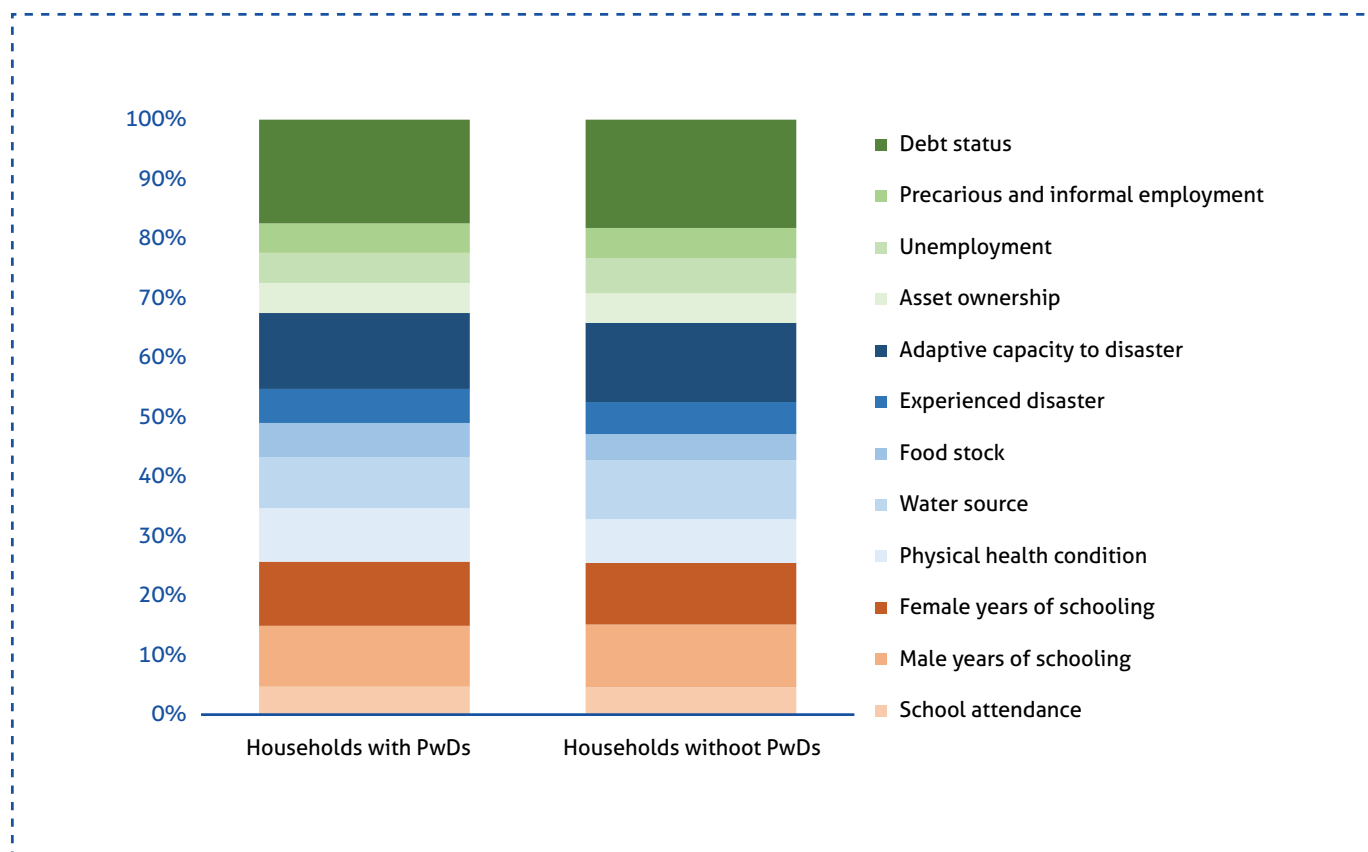 100%
90%
80%
70%
60%
50%
40%
30%
20%
10%
0%
Households with PwDs
Households withoot PwDs
Debt status
Precarious and informal employment
Unemployment
Asset ownership
Adaptive capacity to disaster
Experienced disaster
Food stock
Water source
Physical health condition
Female years of schooling
Male years of schooling
School attendance